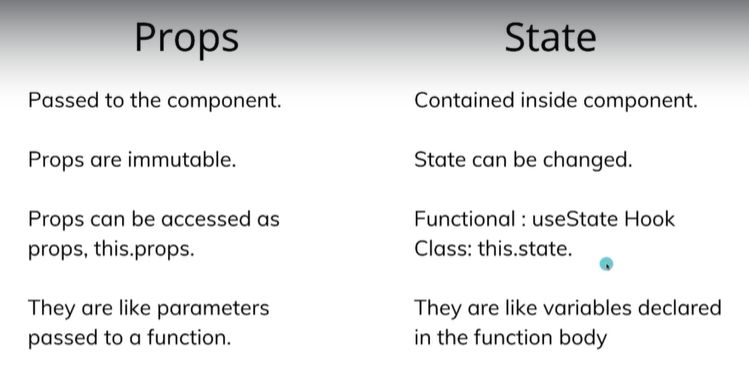 Props
Passed to the component.
Props are immutable.
Props can be accessed as
props, this.props.
They are like parameters
passed to a function.
State
Contained inside component.
State can be changed.
Functional : useState Hook
Class: this.state.
They are like variables declared
in the function body